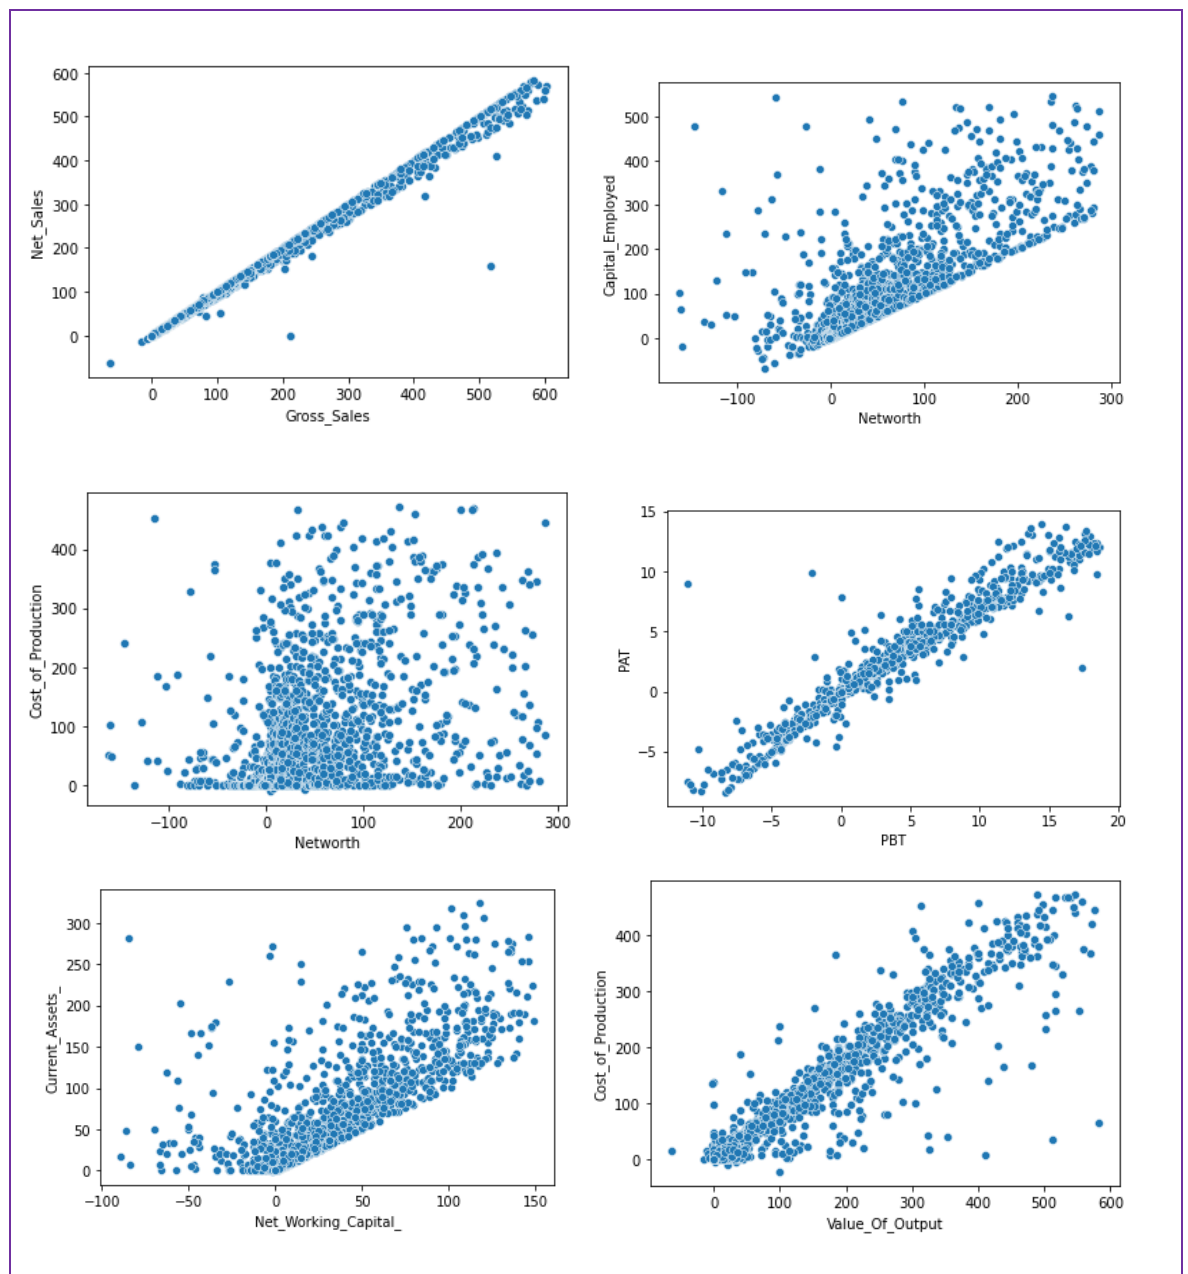 600
500
400
300
200
100
0
Net_Sales
0 100 200 300 400 500 600
Gross_Sales
500
400
300
200
100
0
Capital_Employed
−100 0 100 200 300
Networth
400
300
200
100
0
Cost_of_Production
−100 0 100 200 300
Networth
15
10
5
0
−5
PAT
−10 −5 0 5 10 15 20
PBT
300
250
200
150
100
50
0
Current_Assets_
−100 −50 0 50 100 150
Net_Working_Capital_
400
300
200
100
0
Cost_of_Production
0 100 200 300 400 500 600
Value_Of_Output